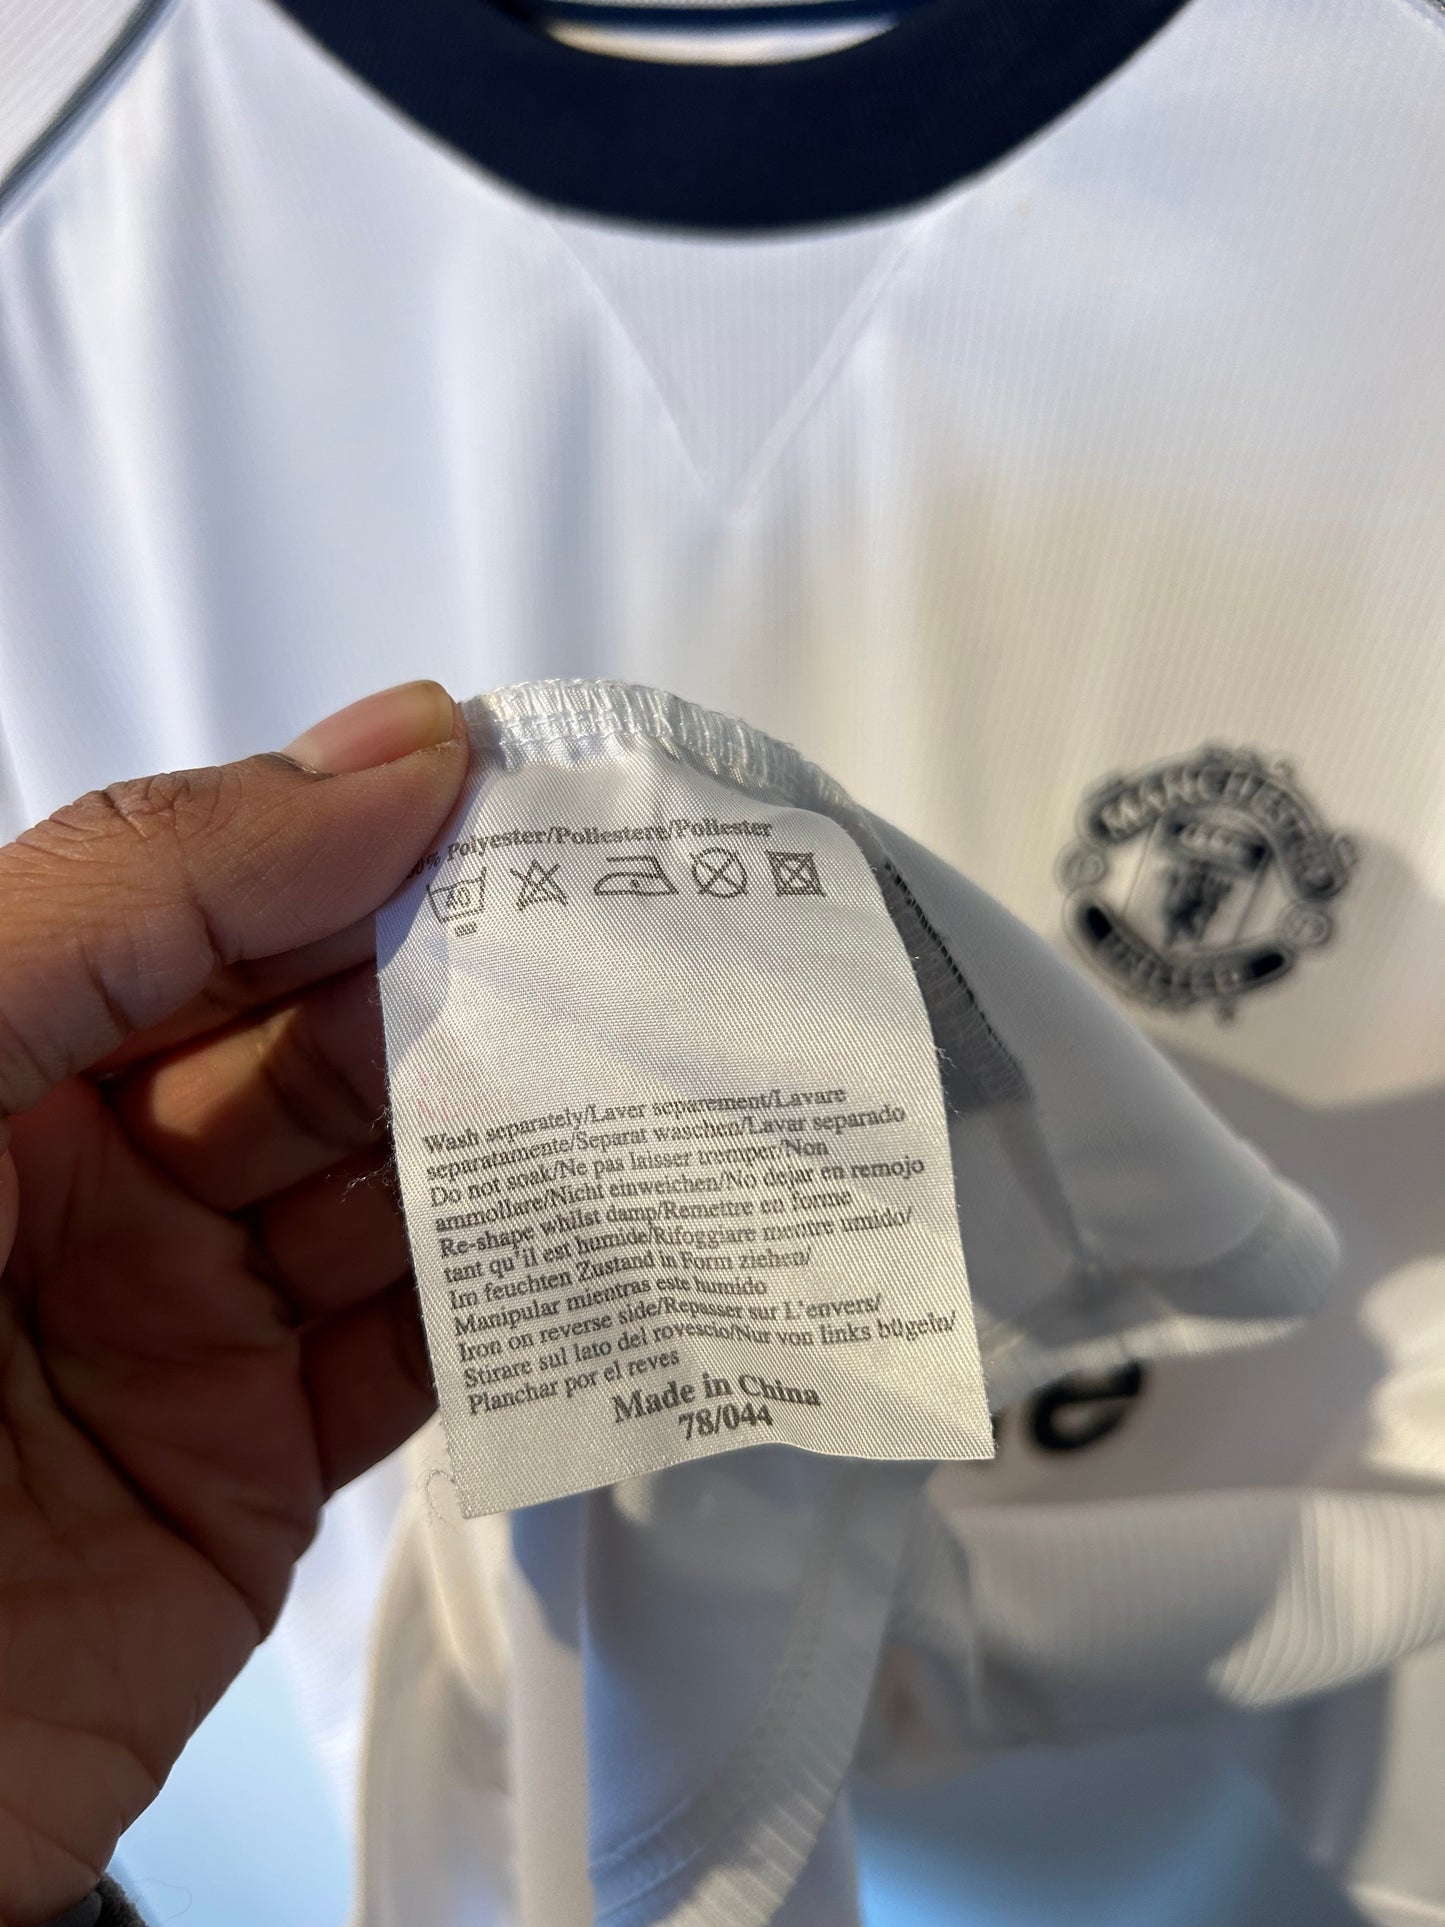 Polyester/Poliestere/Poliester
40
Wash separately/Laver separement/Lavare
separatamente/Separat waschen/Lavar separado
Do not soak/Ne pas laisser tremper/Non
ammollare/Nicht einweichen/No dejar en remojo
Re-shape whilst damp/Remettre en forme
tant qu'il est humide/Rifoggiare mentre umido/
Im feuchten Zustand in Form ziehen/
Manipular mientras este humido
Iron on reverse side/Repasser sur L'envers/
Stirare sul lato del rovescio/Nur von links bügeln/
Planchar por el reves
Made in China
78/044
MANCHESTER
UNITED